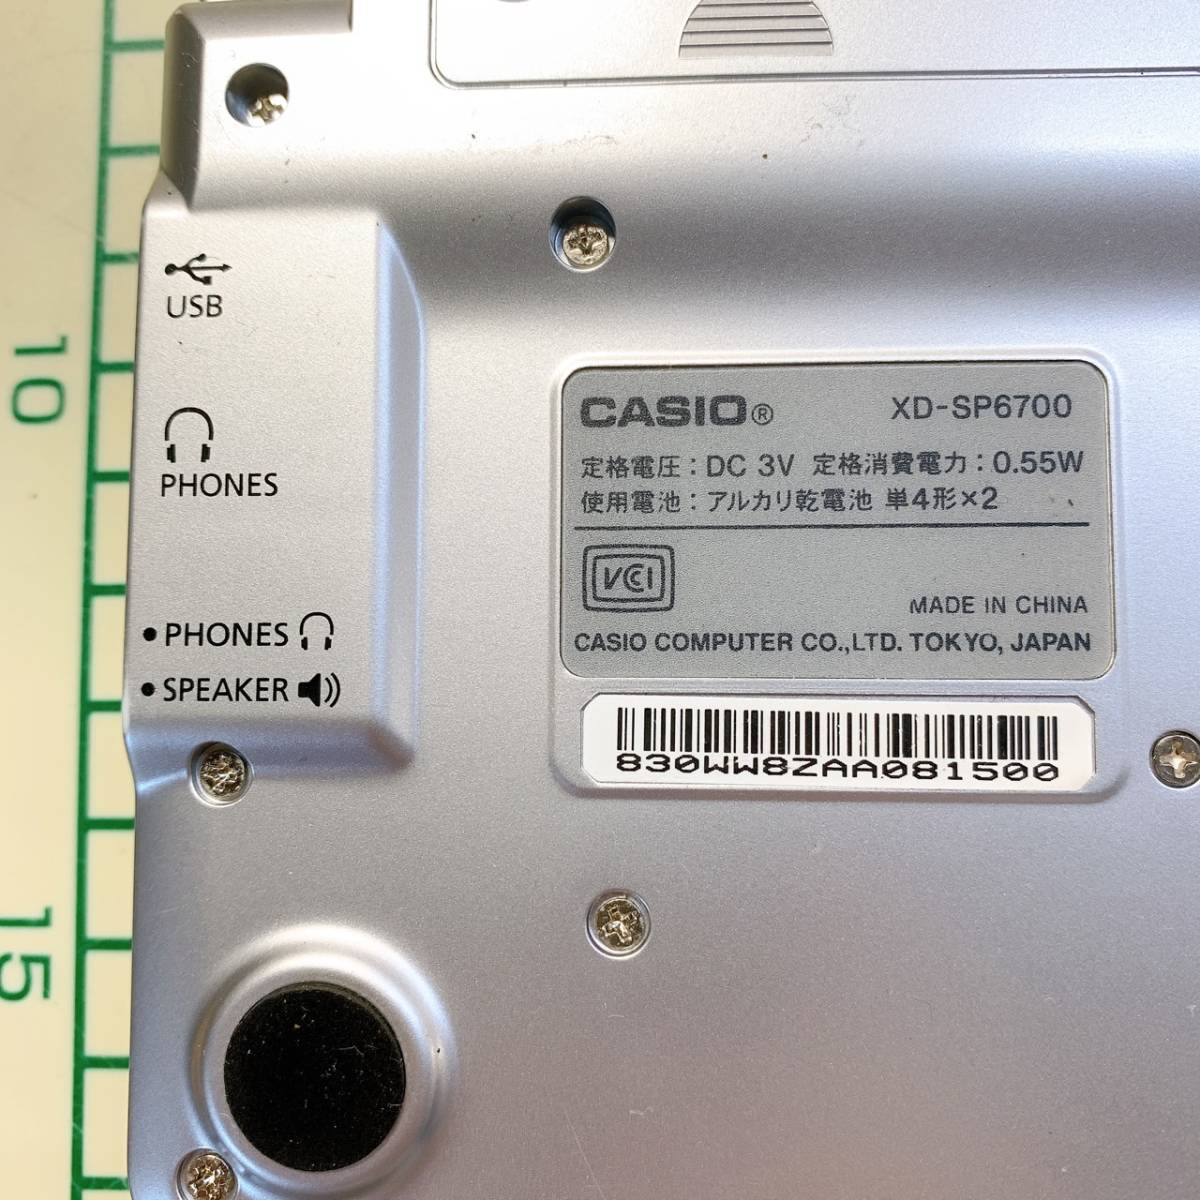 USB
PHONES
• PHONES
• SPEAKER
CASIO® XD-SP6700
定格電圧：DC 3V 定格消費電力：0.55W
使用電池：アルカリ乾電池 単4形×2
VCCI
MADE IN CHINA
CASIO COMPUTER CO.,LTD. TOKYO, JAPAN
830WW8ZAA081500
10
15